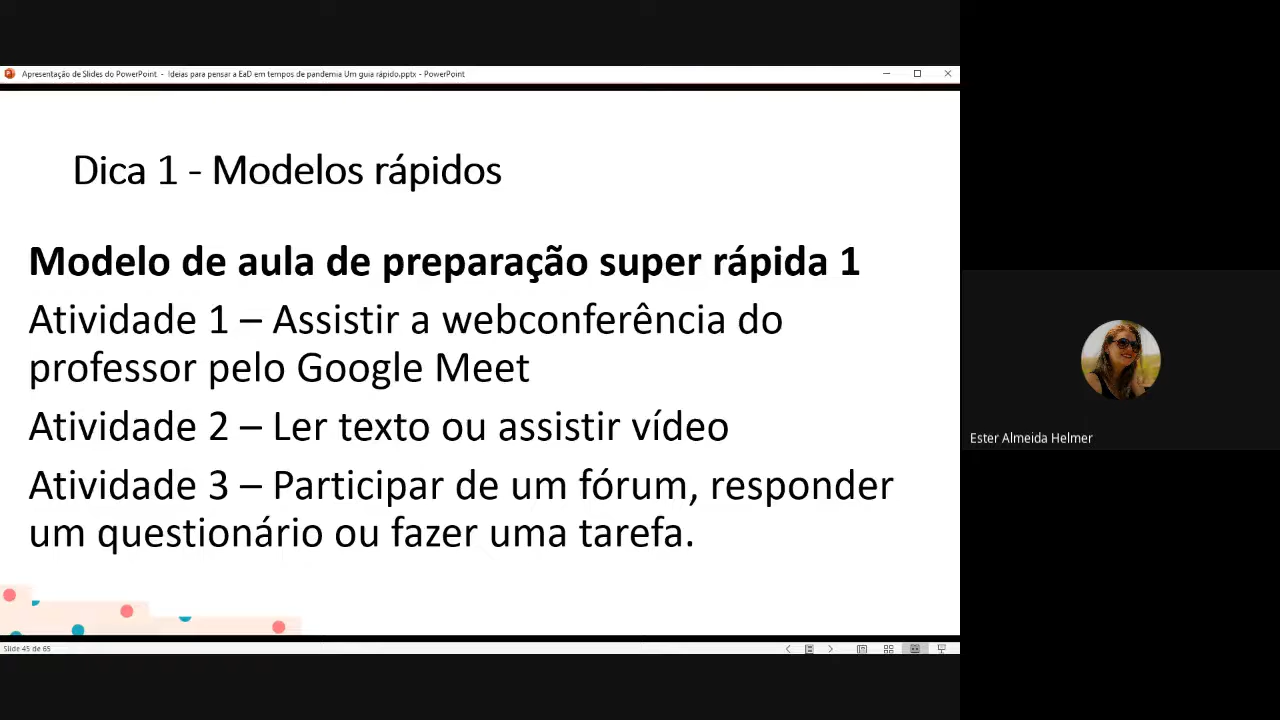 Apresentação de Slides do PowerPoint - Ideias para pensar a EaD em tempos de pandemia Um guia rápido.pptx - PowerPoint
Dica 1 - Modelos rápidos
Modelo de aula de preparação super rápida 1
Atividade 1 – Assistir a webconferência do
professor pelo Google Meet
Atividade 2 – Ler texto ou assistir vídeo
Atividade 3 – Participar de um fórum, responder
um questionário ou fazer uma tarefa.
Ester Almeida Helmer
Slide 45 de 65